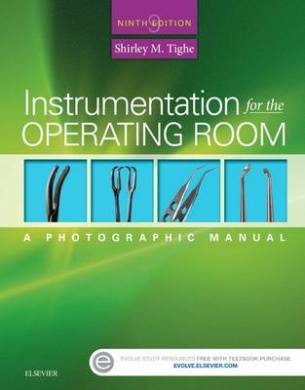 NINTH EDITION
9
Shirley M. Tighe
Instrumentation for the
OPERATING ROOM
A PHOTOGRAPHIC MANUAL
ELSEVIER
EVOLVE STUDY RESOURCES FREE WITH TEXTBOOK PURCHASE
EVOLVE.ELSEVIER.COM